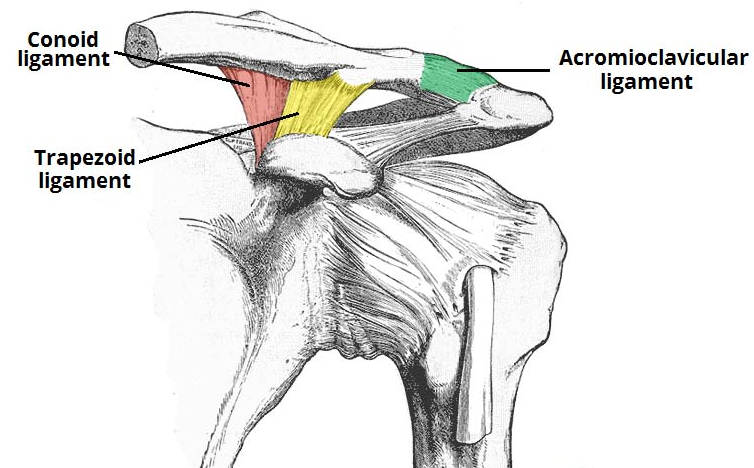 Conoid
ligament
Acromioclavicular
ligament
Trapezoid
ligament